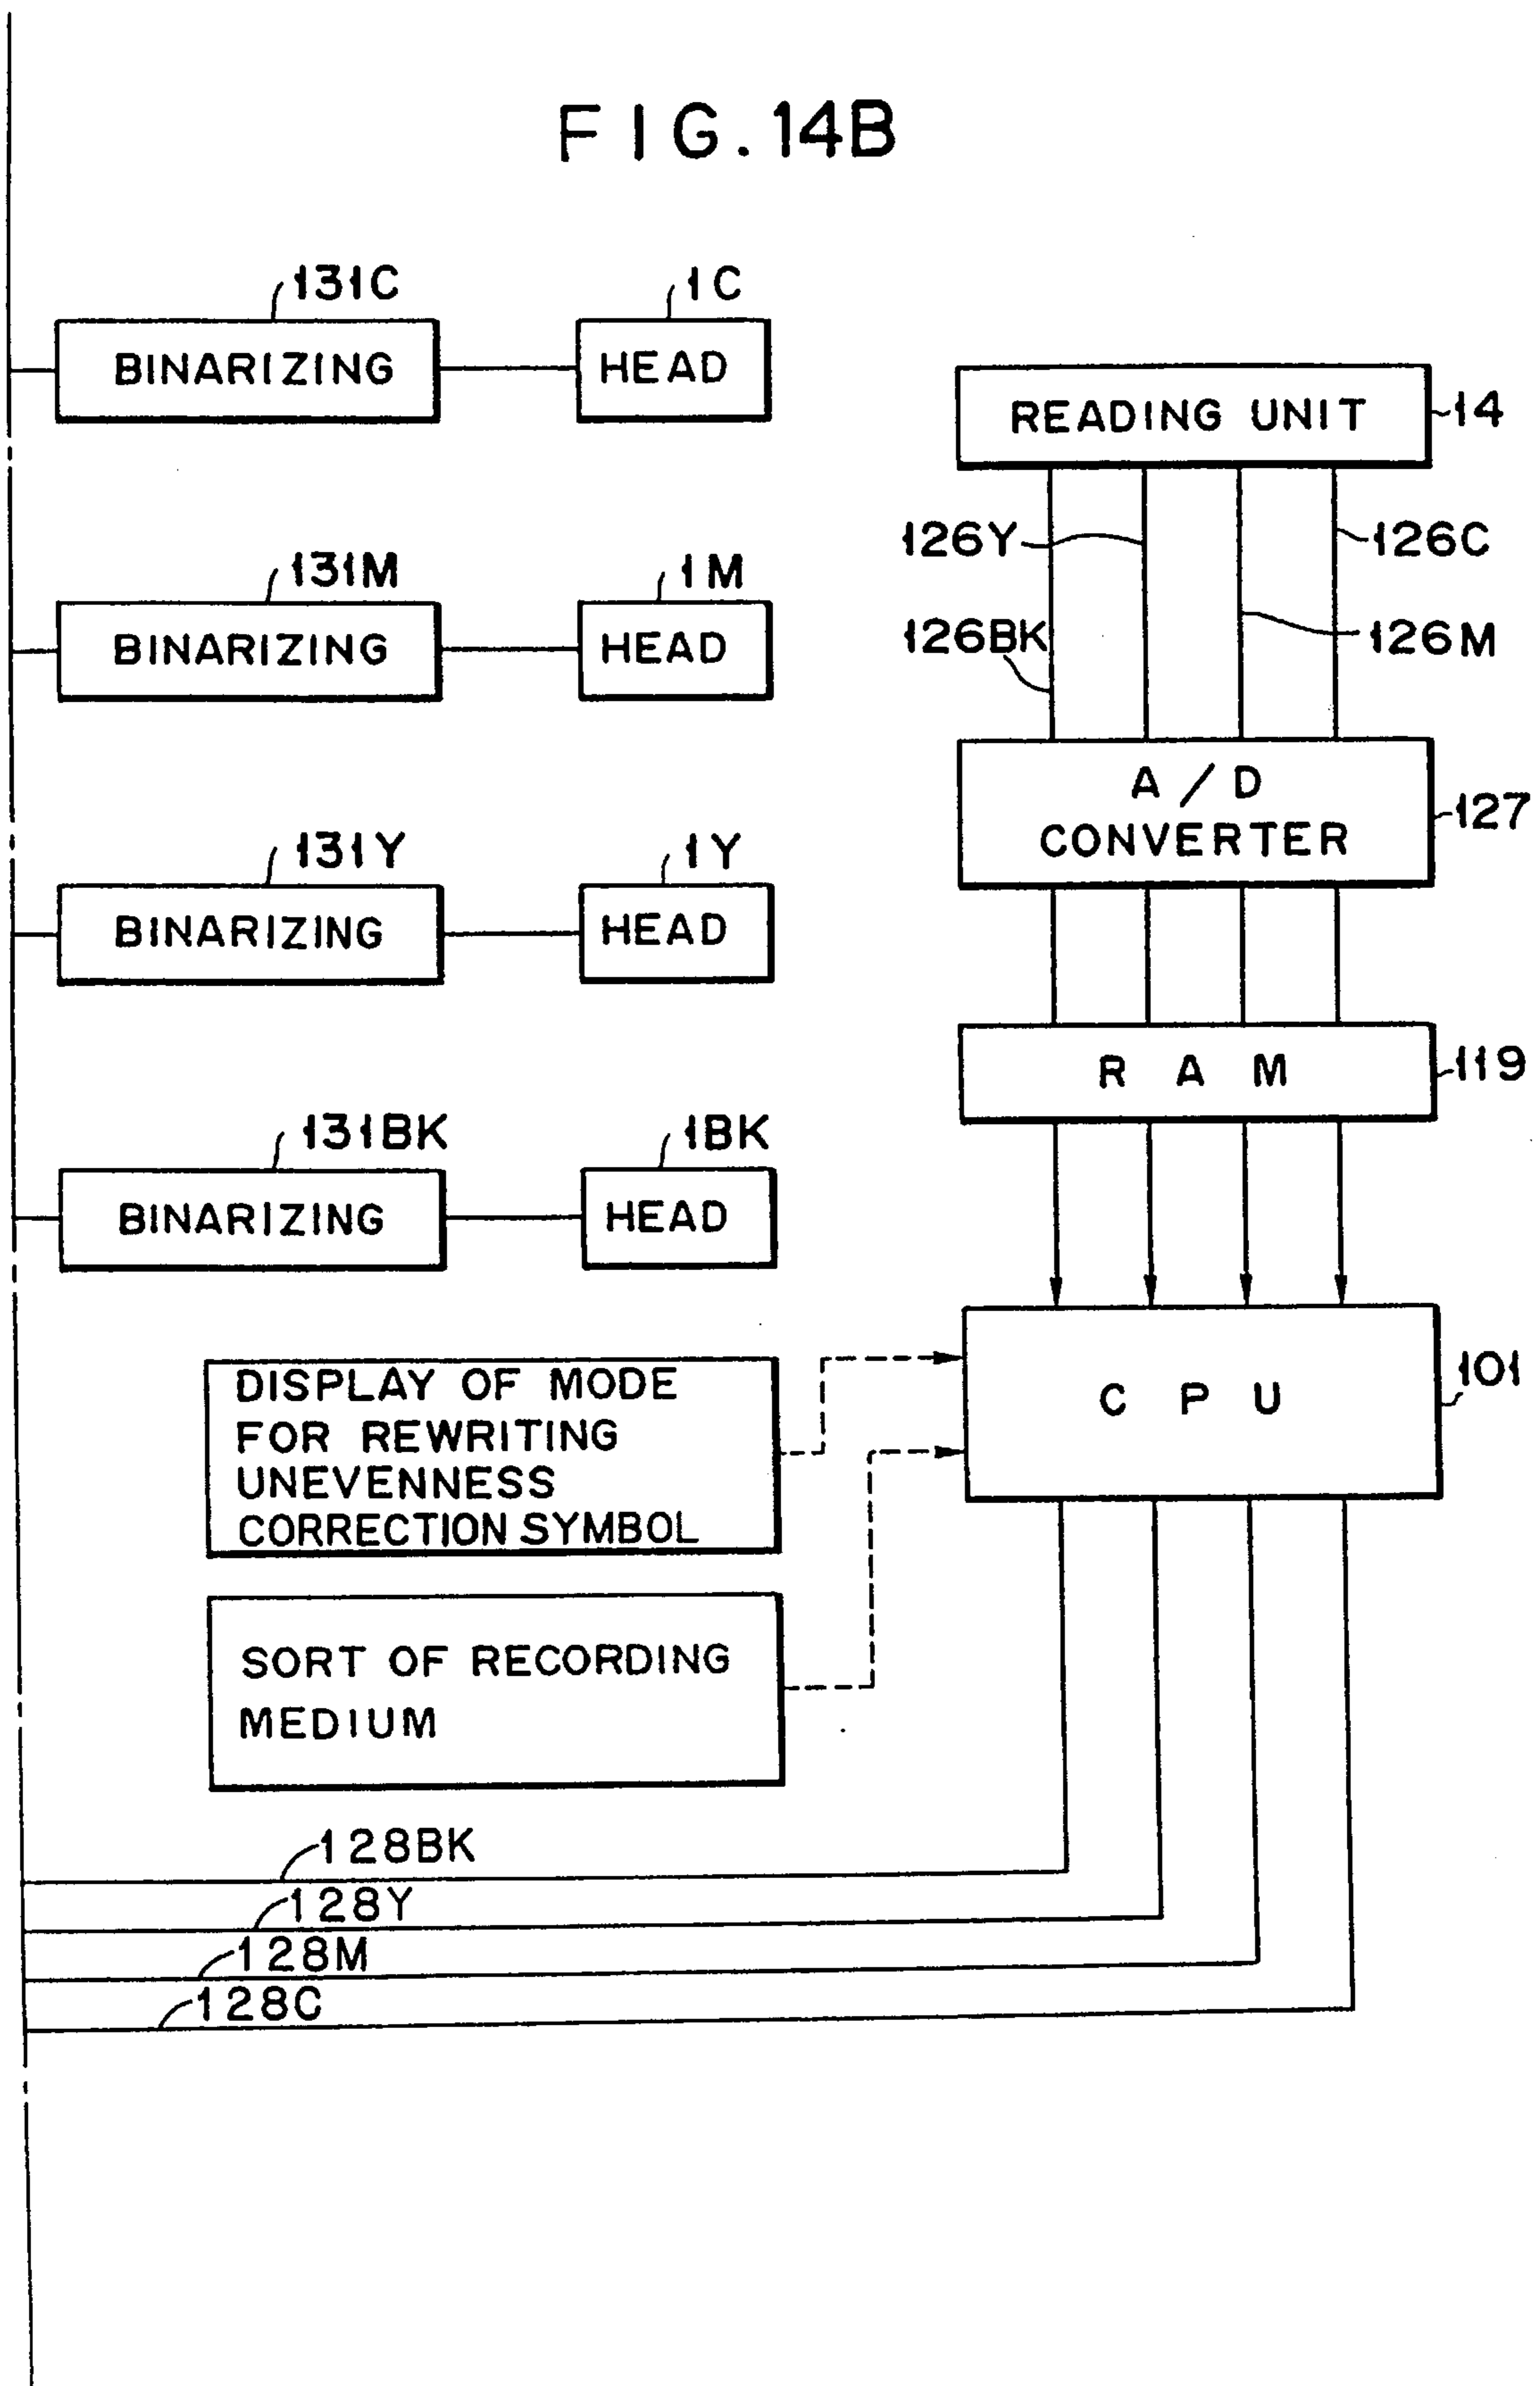 FIG. 14B
131C
1C
BINARIZING
HEAD
131M
1M
BINARIZING
HEAD
131Y
1Y
BINARIZING
HEAD
131BK
1BK
BINARIZING
HEAD
READING UNIT
14
126Y
126C
126BK
126M
A/D
CONVERTER
127
RAM
119
CPU
101
DISPLAY OF MODE
FOR REWRITING
UNEVENNESS
CORRECTION SYMBOL
SORT OF RECORDING
MEDIUM
128BK
128Y
128M
128C